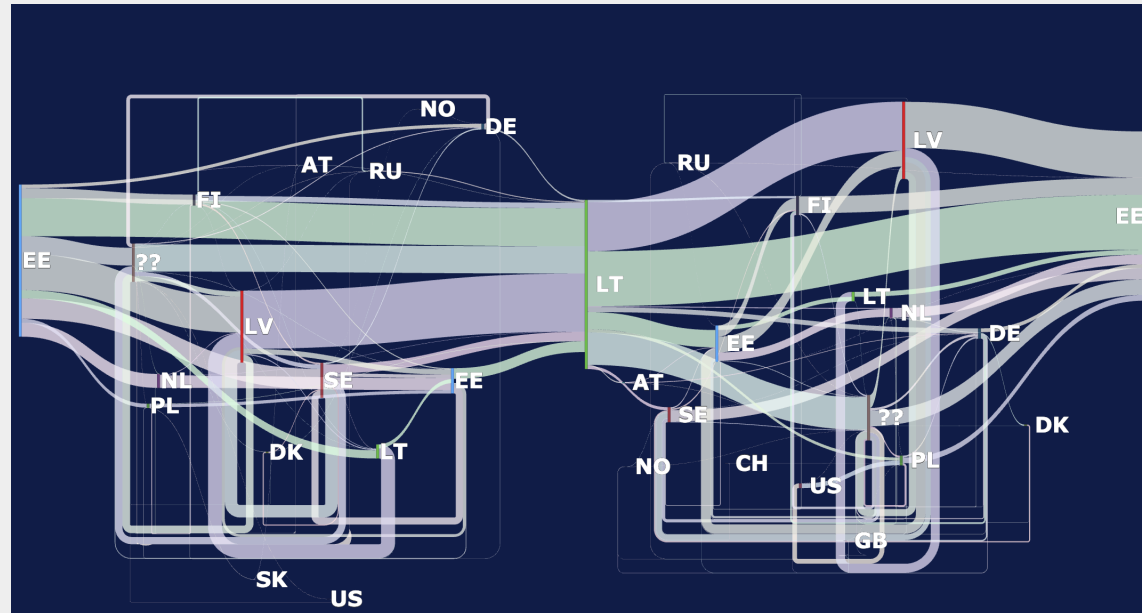 NO
DE
AT
RU
FI
EE
??
LV
NL
SE
EE
PL
DK
LT
SK
US
LT
LV
RU
FI
EE
LT
NL
EE
DE
AT
SE
??
DK
NO
CH
PL
US
GB